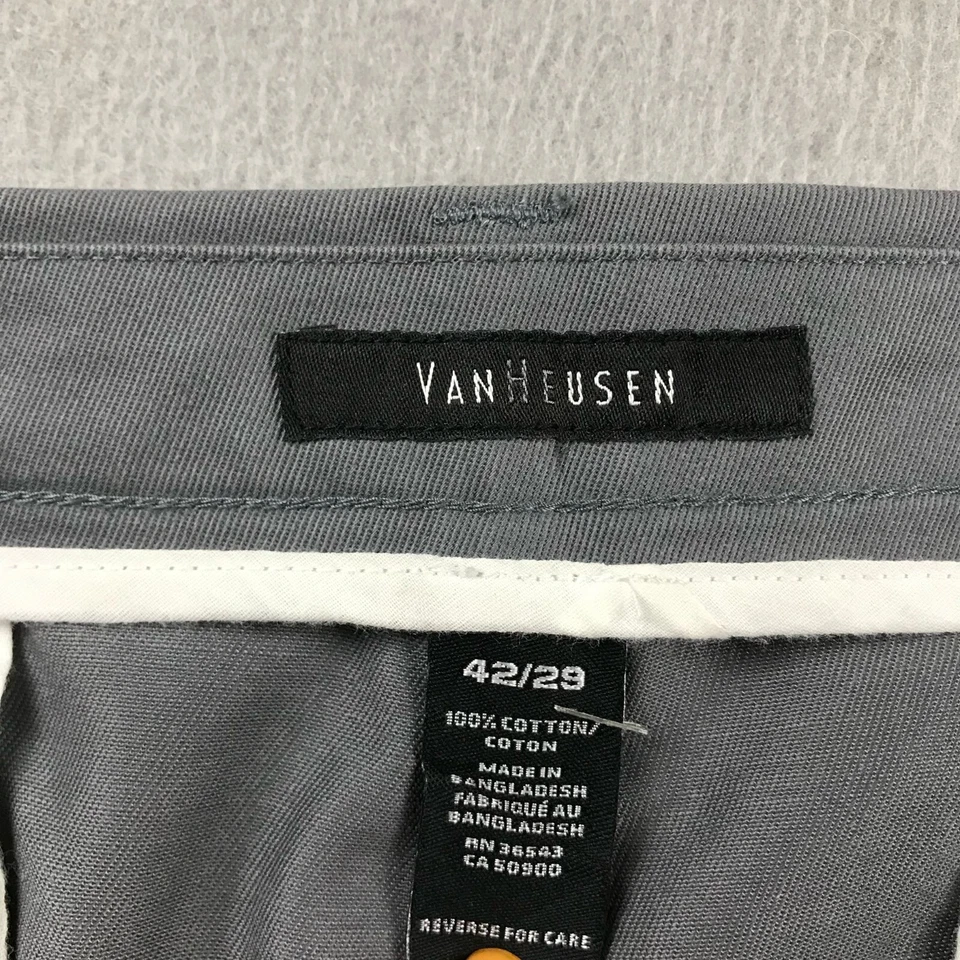 VANHEUSEN
42/29
100% COTTON/
COTON
MADE IN
BANGLADESH
FABRIQUÉ AU
BANGLADESH
RN 36543
CA 50900
REVERSE FOR CARE